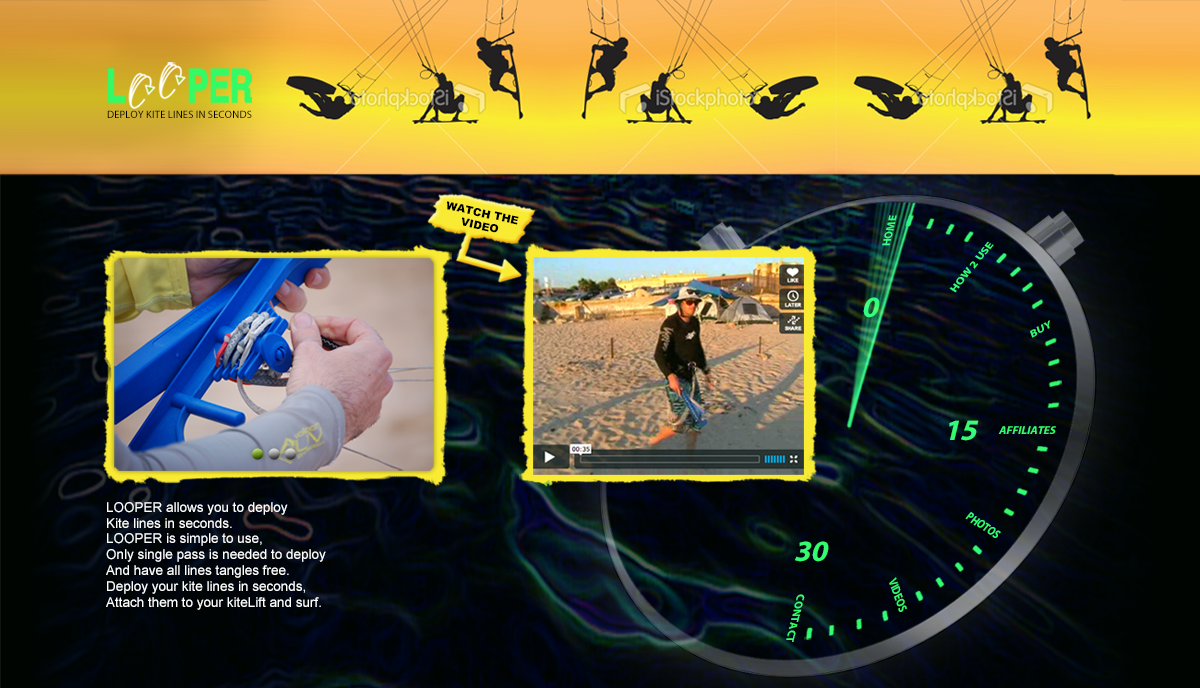 LOOPER
DEPLOY KITE LINES IN SECONDS
iStockphoto
iStockphoto
iStockphoto
WATCH THE
VIDEO
LIKE
LATER
SHARE
00:35
LOOPER allows you to deploy
Kite lines in seconds.
LOOPER is simple to use,
Only single pass is needed to deploy
And have all lines tangles free.
Deploy your kite lines in seconds,
Attach them to your kiteLift and surf.
HOME
HOW 2 USE
0
BUY
15
AFFILIATES
PHOTOS
30
VIDEOS
CONTACT